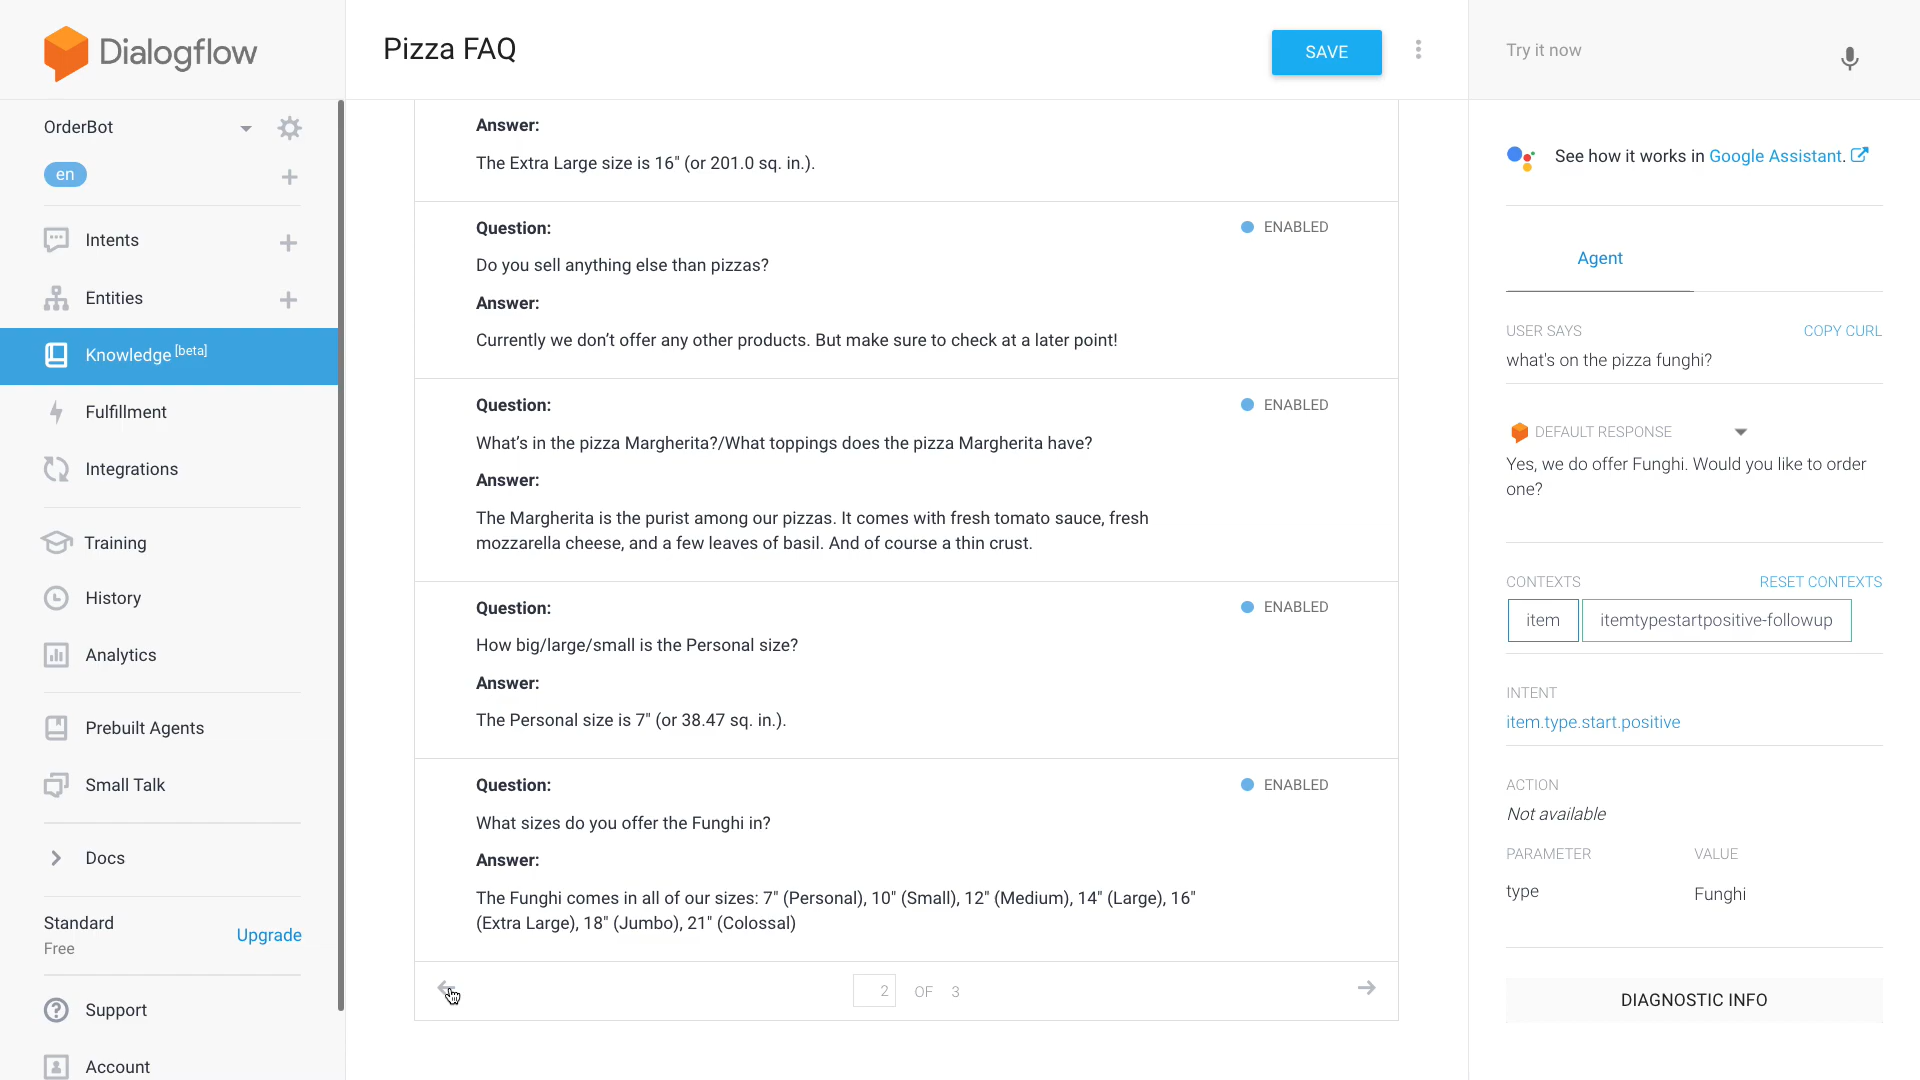 Dialogflow
OrderBot
en
Intents
Entities
Knowledge [beta]
Fulfillment
Integrations
Training
History
Analytics
Prebuilt Agents
Small Talk
Docs
Standard
Free
Upgrade
Support
Account
Pizza FAQ
SAVE
Answer:
The Extra Large size is 16" (or 201.0 sq. in.).
Question:
ENABLED
Do you sell anything else than pizzas?
Answer:
Currently we don’t offer any other products. But make sure to check at a later point!
Question:
ENABLED
What’s in the pizza Margherita?/What toppings does the pizza Margherita have?
Answer:
The Margherita is the purist among our pizzas. It comes with fresh tomato sauce, fresh
mozzarella cheese, and a few leaves of basil. And of course a thin crust.
Question:
ENABLED
How big/large/small is the Personal size?
Answer:
The Personal size is 7" (or 38.47 sq. in.).
Question:
ENABLED
What sizes do you offer the Funghi in?
Answer:
The Funghi comes in all of our sizes: 7" (Personal), 10" (Small), 12" (Medium), 14" (Large), 16"
(Extra Large), 18" (Jumbo), 21" (Colossal)
2 OF 3
Try it now
See how it works in Google Assistant.
Agent
USER SAYS
COPY CURL
what's on the pizza funghi?
DEFAULT RESPONSE
Yes, we do offer Funghi. Would you like to order
one?
CONTEXTS
RESET CONTEXTS
item
itemtypestartpositive-followup
INTENT
item.type.start.positive
ACTION
Not available
PARAMETER VALUE
type Funghi
DIAGNOSTIC INFO